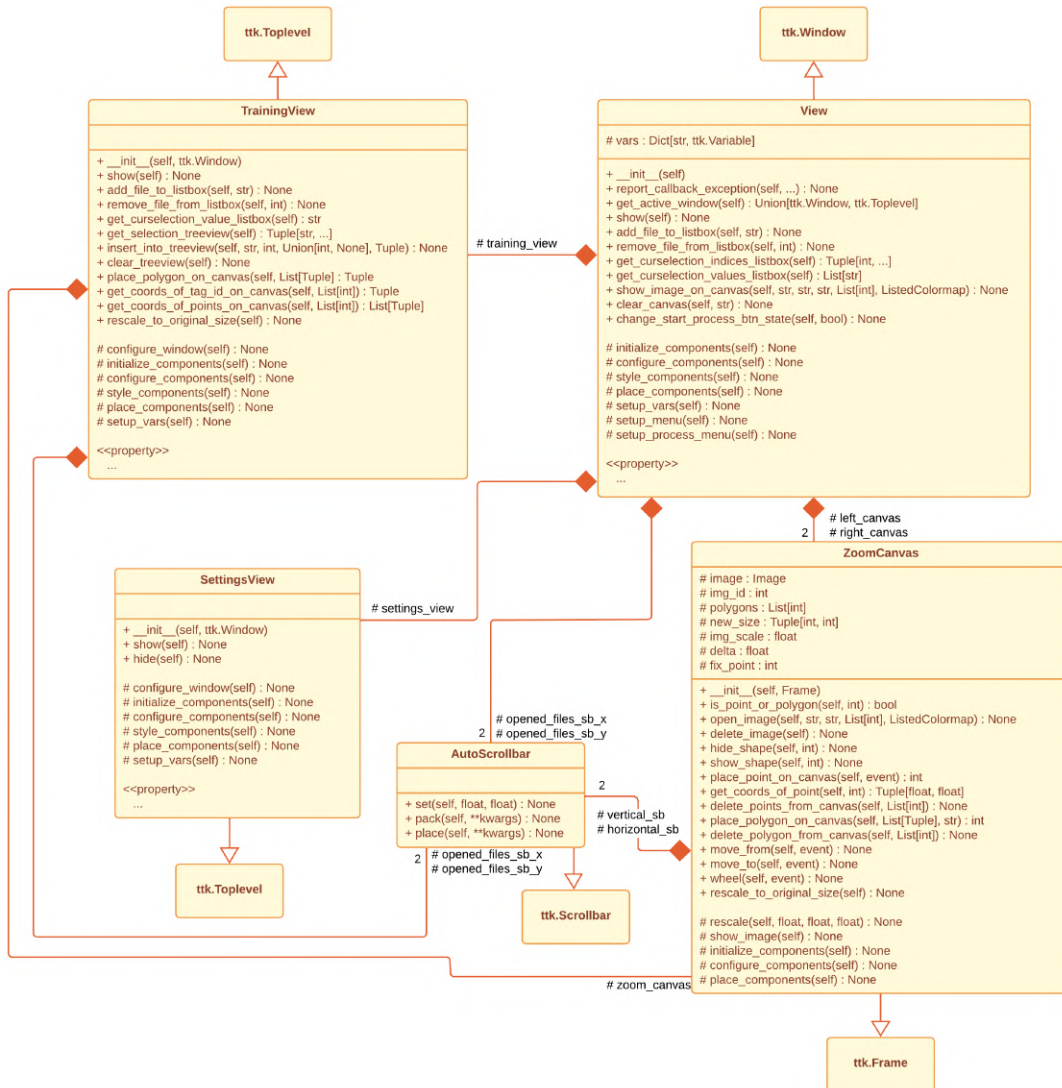 ttk.Toplevel
ttk.Window
TrainingView
+ __init__(self, ttk.Window)
+ show(self) : None
+ add_file_to_listbox(self, str) : None
+ remove_file_from_listbox(self, int) : None
+ get_curselection_value_listbox(self) : str
+ get_selection_treeview(self) : Tuple[str, ...]
+ insert_into_treeview(self, str, int, Union[int, None], Tuple) : None
+ clear_treeview(self) : None
+ place_polygon_on_canvas(self, List[Tuple] : Tuple
+ get_coords_of_tag_id_on_canvas(self, List[int]) : Tuple
+ get_coords_of_points_on_canvas(self, List[int]) : List[Tuple]
+ rescale_to_original_size(self) : None
# configure_window(self) : None
# initialize_components(self) : None
# configure_components(self) : None
# style_components(self) : None
# place_components(self) : None
# setup_vars(self) : None
<<property>>
...
# training_view
View
# vars : Dict[str, ttk.Variable]
+ __init__(self)
+ report_callback_exception(self, ...) : None
+ get_active_window(self) : Union[ttk.Window, ttk.Toplevel]
+ show(self) : None
+ add_file_to_listbox(self, str) : None
+ remove_file_from_listbox(self, int) : None
+ get_curselection_indices_listbox(self) : Tuple[int, ...]
+ get_curselection_values_listbox(self) : List[str]
+ show_image_on_canvas(self, str, str, str, List[int], ListedColormap) : None
+ clear_canvas(self, str) : None
+ change_start_process_btn_state(self, bool) : None
# initialize_components(self) : None
# configure_components(self) : None
# style_components(self) : None
# place_components(self) : None
# setup_vars(self) : None
# setup_menu(self) : None
# setup_process_menu(self) : None
<<property>>
...
# left_canvas
2 # right_canvas
SettingsView
+ __init__(self, ttk.Window)
+ show(self) : None
+ hide(self) : None
# configure_window(self) : None
# initialize_components(self) : None
# configure_components(self) : None
# style_components(self) : None
# place_components(self) : None
# setup_vars(self) : None
<<property>>
...
# settings_view
ttk.Toplevel
# opened_files_sb_x
2 # opened_files_sb_y
AutoScrollbar
+ set(self, float, float) : None
+ pack(self, **kwargs) : None
+ place(self, **kwargs) : None
2
# vertical_sb
# horizontal_sb
# opened_files_sb_x
2 # opened_files_sb_y
ttk.Scrollbar
ZoomCanvas
# image : Image
# img_id : int
# polygons : List[int]
# new_size : Tuple[int, int]
# img_scale : float
# delta : float
# fix_point : int
+ __init__(self, Frame)
+ is_point_or_polygon(self, int) : bool
+ open_image(self, str, str, List[int], ListedColormap) : None
+ delete_image(self) : None
+ hide_shape(self, int) : None
+ show_shape(self, int) : None
+ place_point_on_canvas(self, event) : int
+ get_coords_of_point(self, int) : Tuple[float, float]
+ delete_points_from_canvas(self, List[int]) : None
+ place_polygon_on_canvas(self, List[Tuple], str) : int
+ delete_polygon_from_canvas(self, List[int]) : None
+ move_from(self, event) : None
+ move_to(self, event) : None
+ wheel(self, event) : None
+ rescale_to_original_size(self) : None
# rescale(self, float, float, float) : None
# show_image(self) : None
# initialize_components(self) : None
# configure_components(self) : None
# place_components(self) : None
# zoom_canvas
ttk.Frame